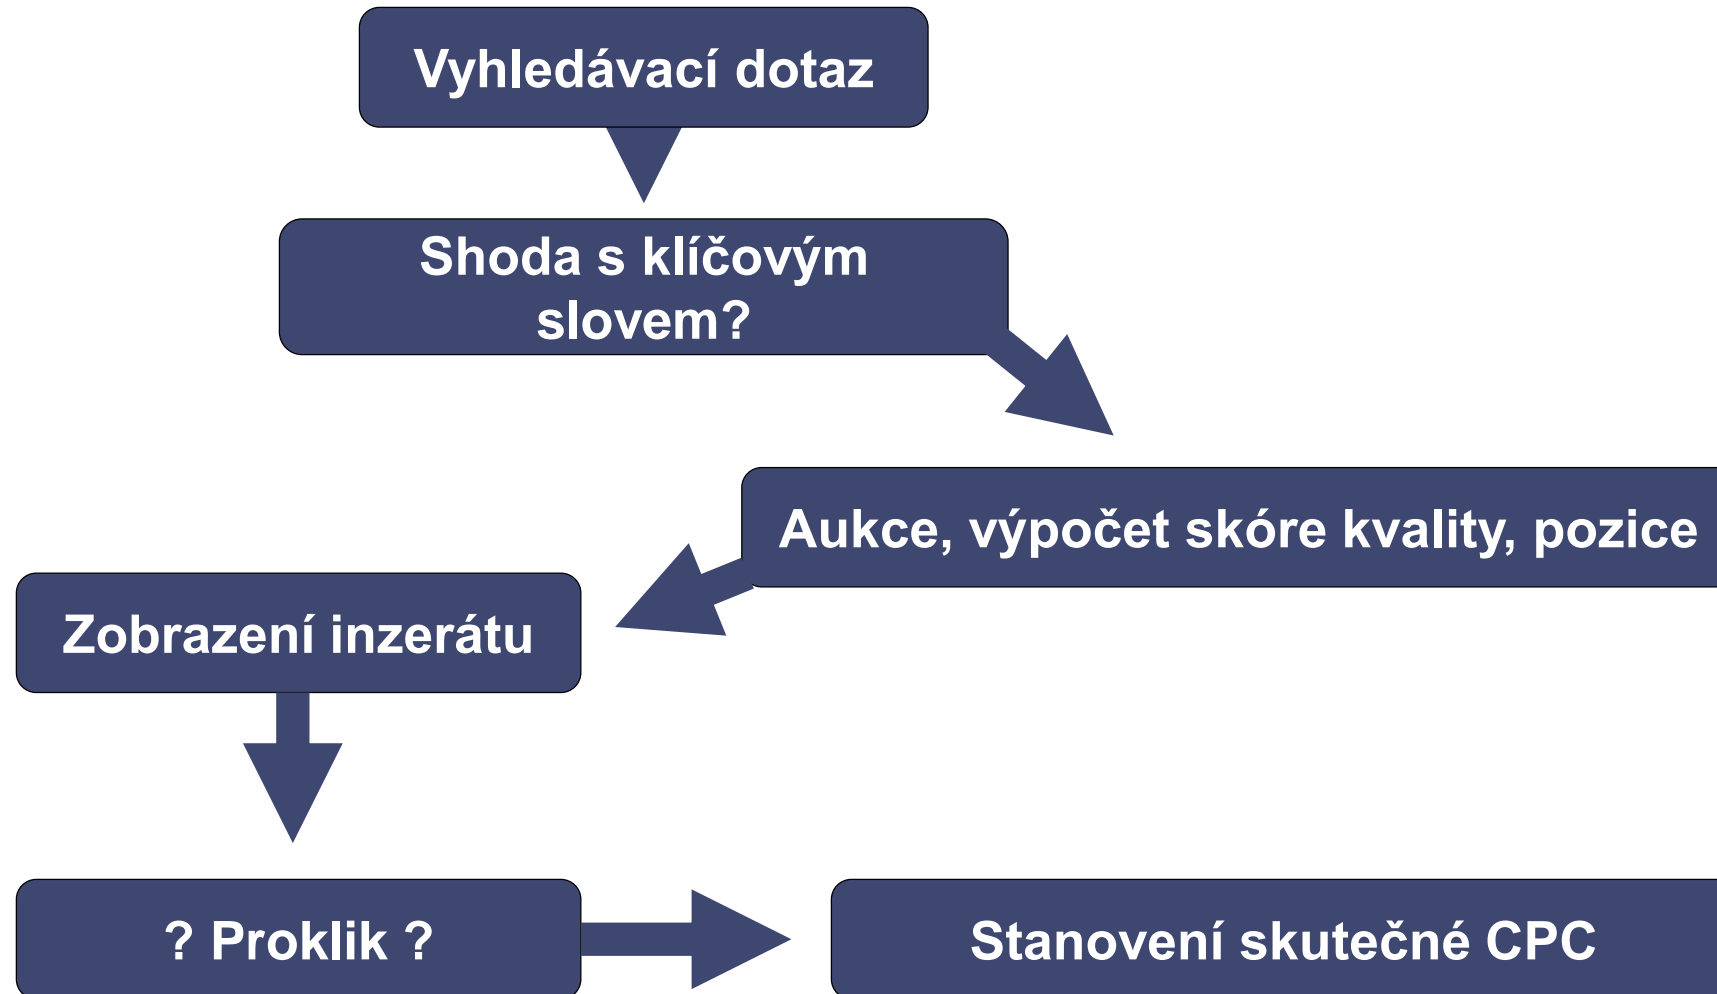 Vyhledávací dotaz
Shoda s klíčovým
slovem?
Aukce, výpočet skóre kvality, pozice
Zobrazení inzerátu
? Proklik ?
Stanovení skutečné CPC